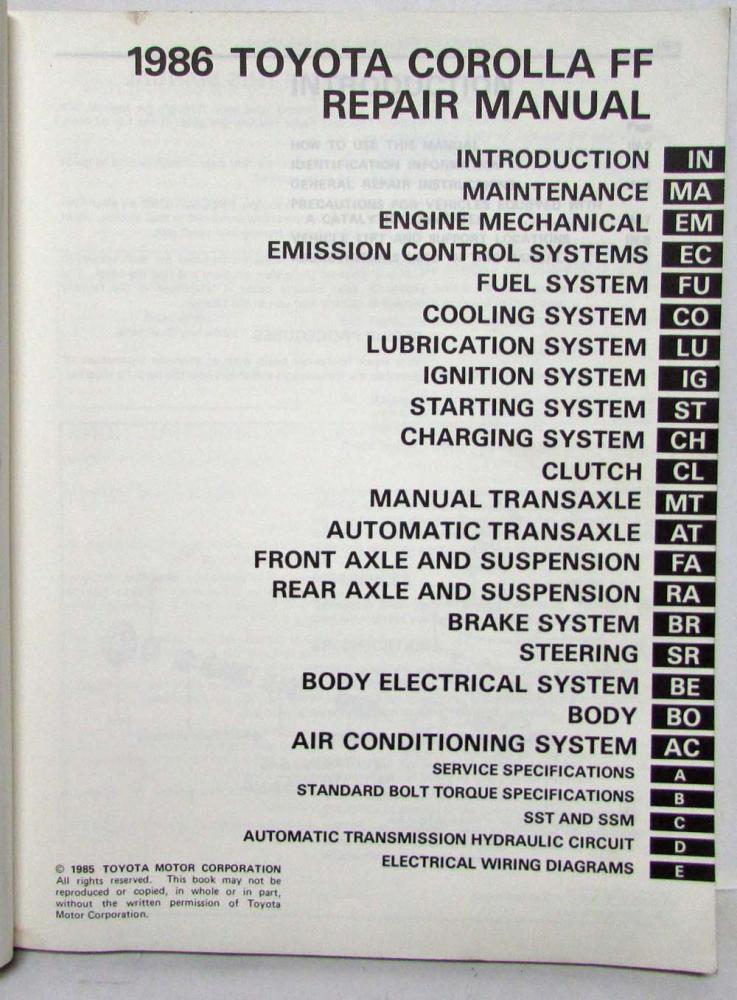 1986 TOYOTA COROLLA FF
REPAIR MANUAL
INTRODUCTION IN
MAINTENANCE MA
ENGINE MECHANICAL EM
EMISSION CONTROL SYSTEMS EC
FUEL SYSTEM FU
COOLING SYSTEM CO
LUBRICATION SYSTEM LU
IGNITION SYSTEM IG
STARTING SYSTEM ST
CHARGING SYSTEM CH
CLUTCH CL
MANUAL TRANSAXLE MT
AUTOMATIC TRANSAXLE AT
FRONT AXLE AND SUSPENSION FA
REAR AXLE AND SUSPENSION RA
BRAKE SYSTEM BR
STEERING SR
BODY ELECTRICAL SYSTEM BE
BODY BO
AIR CONDITIONING SYSTEM AC
SERVICE SPECIFICATIONS A
STANDARD BOLT TORQUE SPECIFICATIONS B
SST AND SSM C
AUTOMATIC TRANSMISSION HYDRAULIC CIRCUIT D
ELECTRICAL WIRING DIAGRAMS E
© 1985 TOYOTA MOTOR CORPORATION
All rights reserved. This book may not be
reproduced or copied, in whole or in part,
without the written permission of Toyota
Motor Corporation.